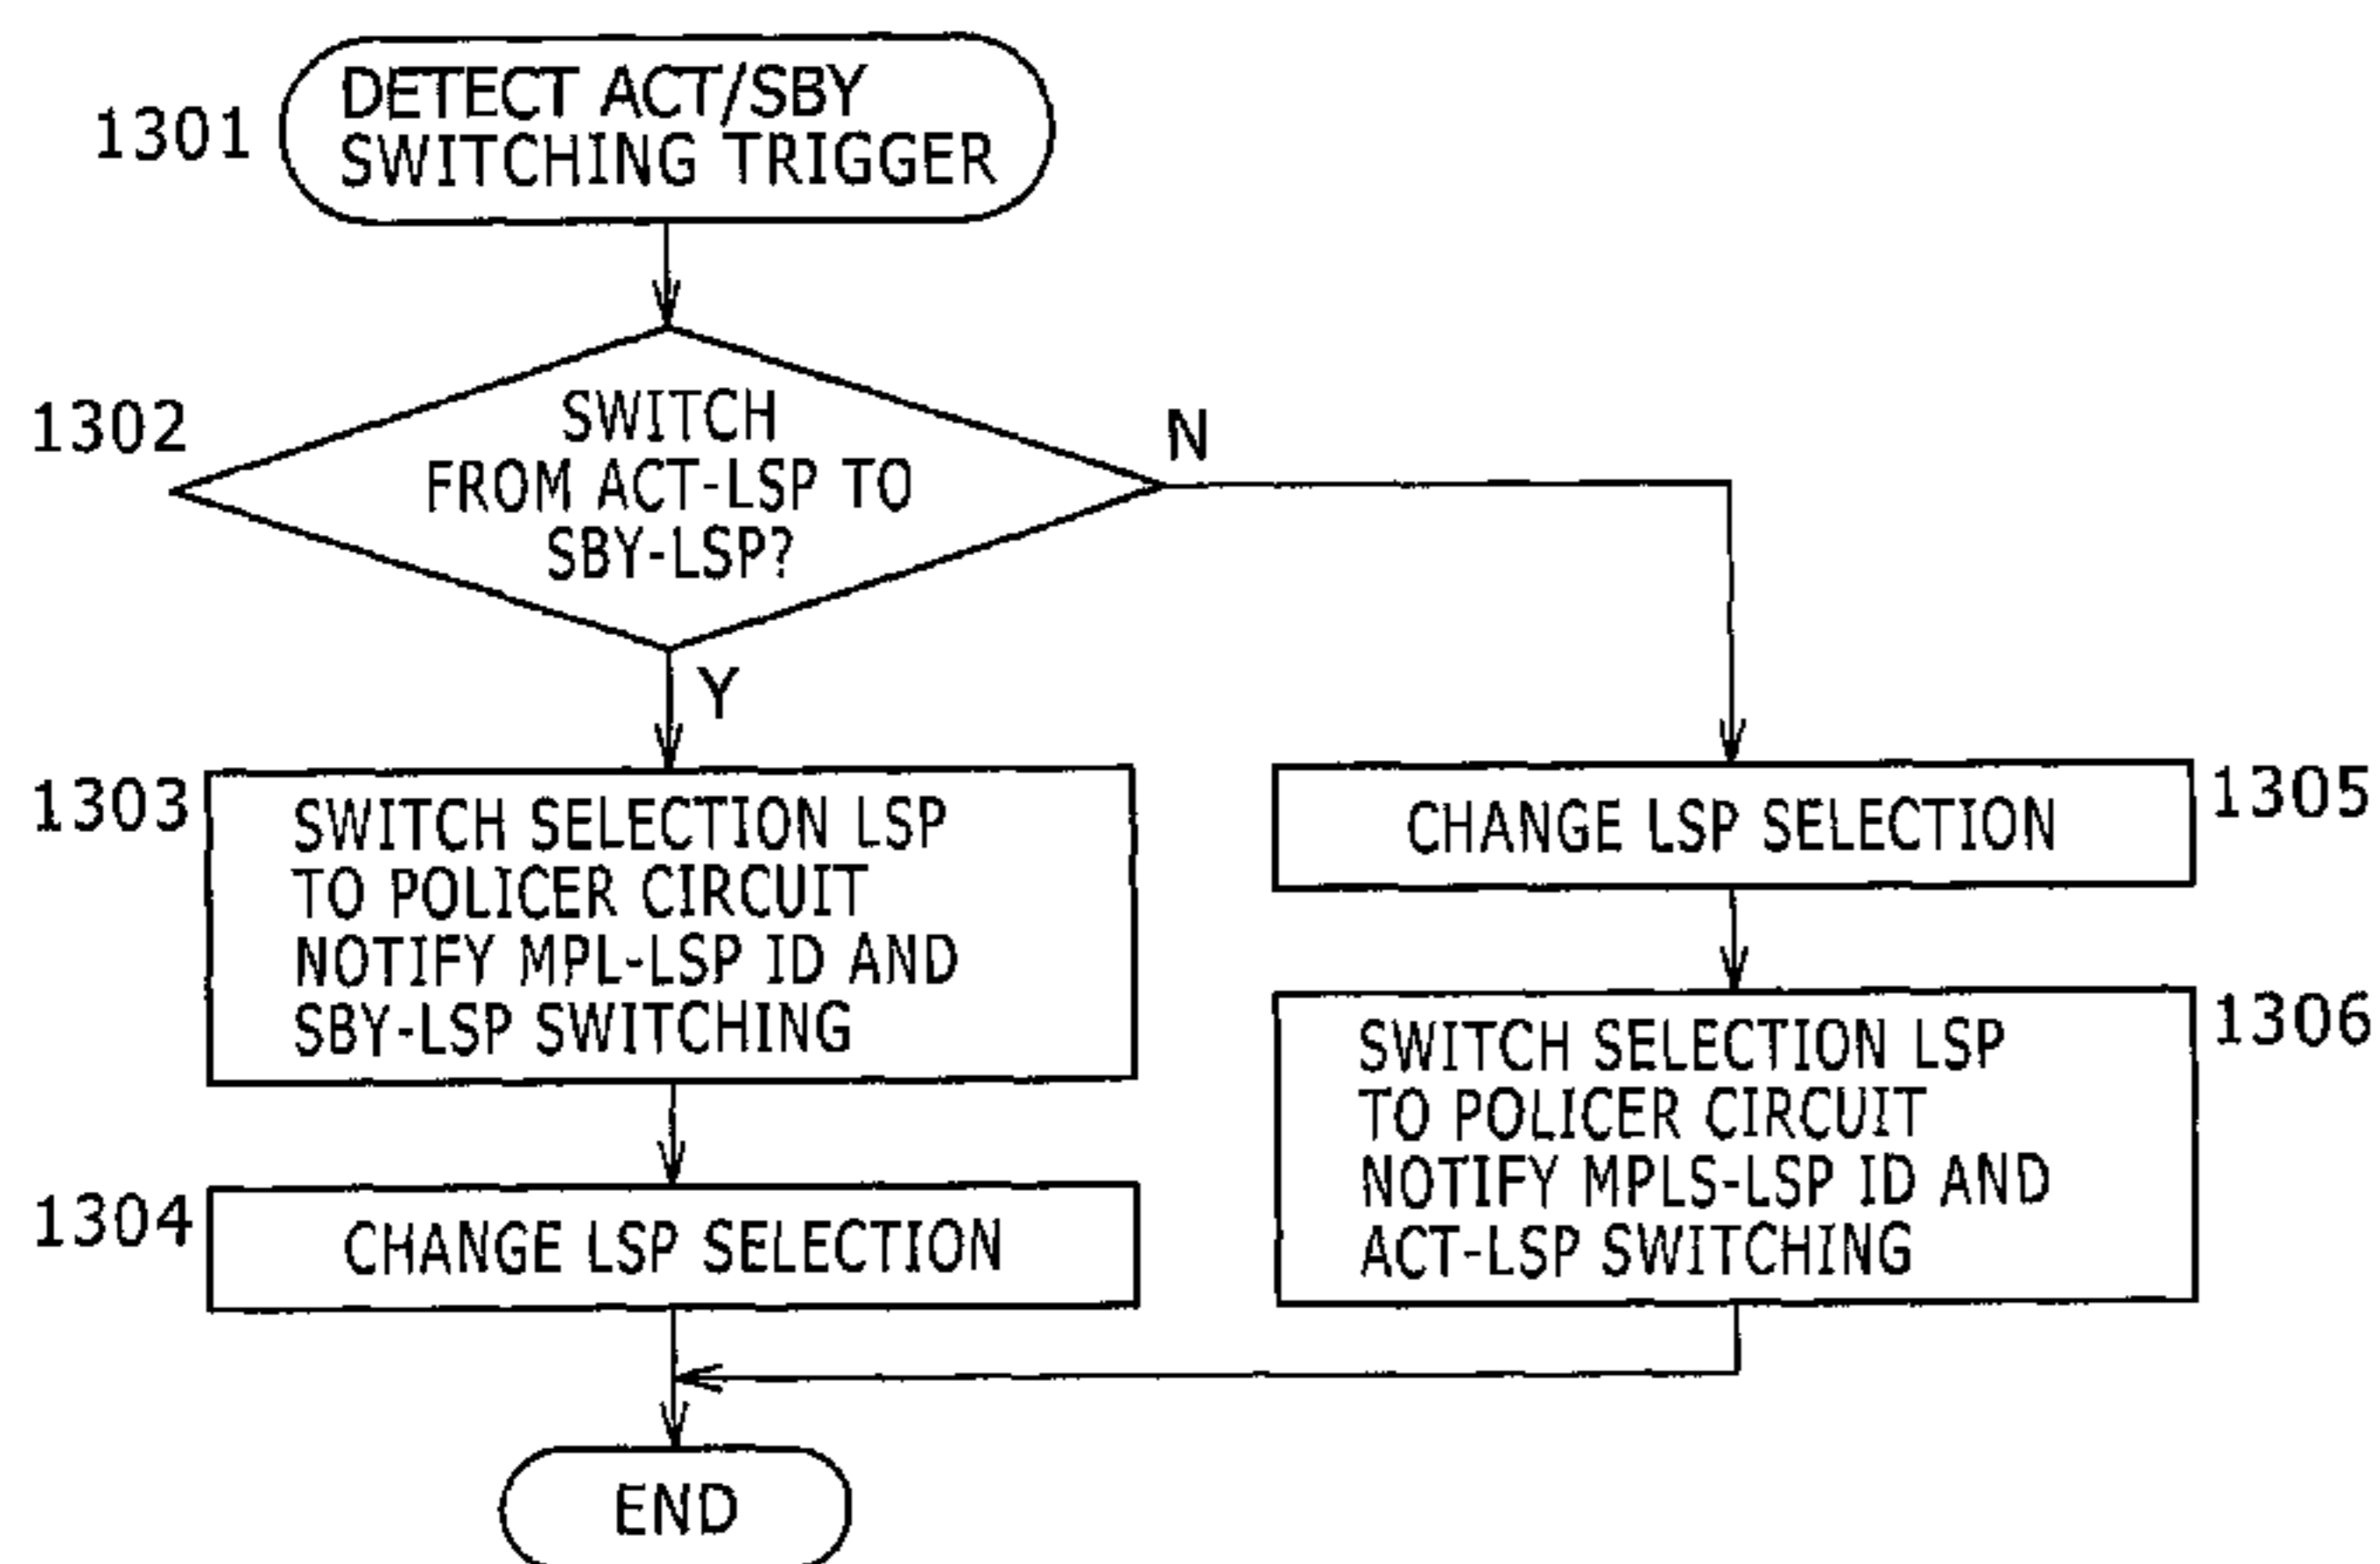 1301
DETECT ACT/SBY
SWITCHING TRIGGER
1302
SWITCH
FROM ACT-LSP TO
SBY-LSP?
N
Y
1303
SWITCH SELECTION LSP
TO POLICER CIRCUIT
NOTIFY MPL-LSP ID AND
SBY-LSP SWITCHING
1304
CHANGE LSP SELECTION
CHANGE LSP SELECTION
1305
SWITCH SELECTION LSP
TO POLICER CIRCUIT
NOTIFY MPLS-LSP ID AND
ACT-LSP SWITCHING
1306
END